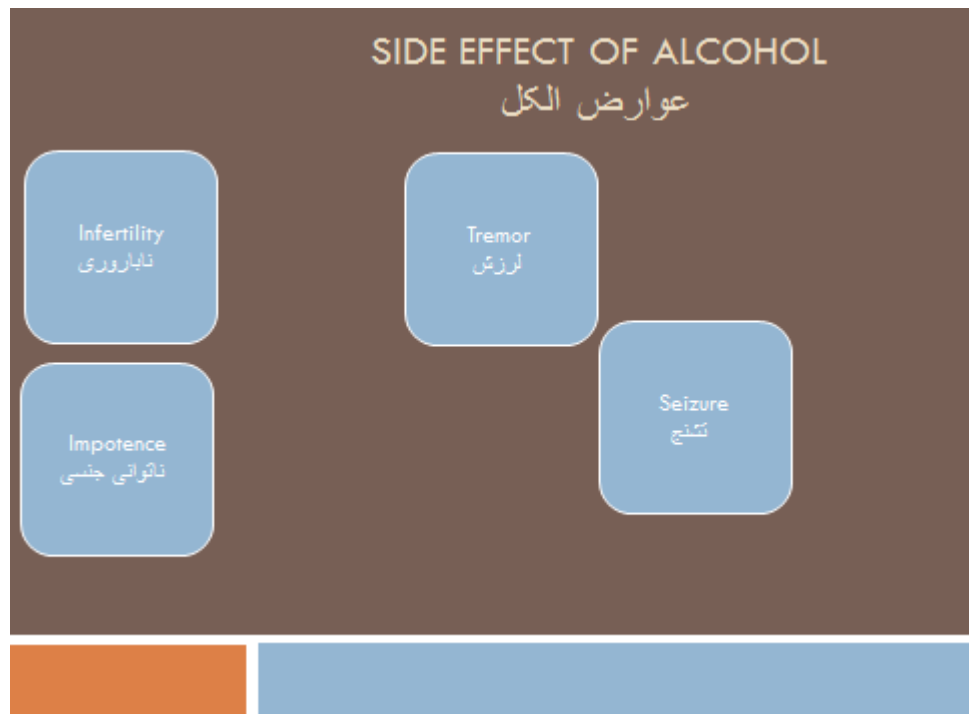 SIDE EFFECT OF ALCOHOL
عوارض الکل
Infertility
ناباروری
Tremor
لرزش
Seizure
تشنج
Impotence
ناتوانی جنسی